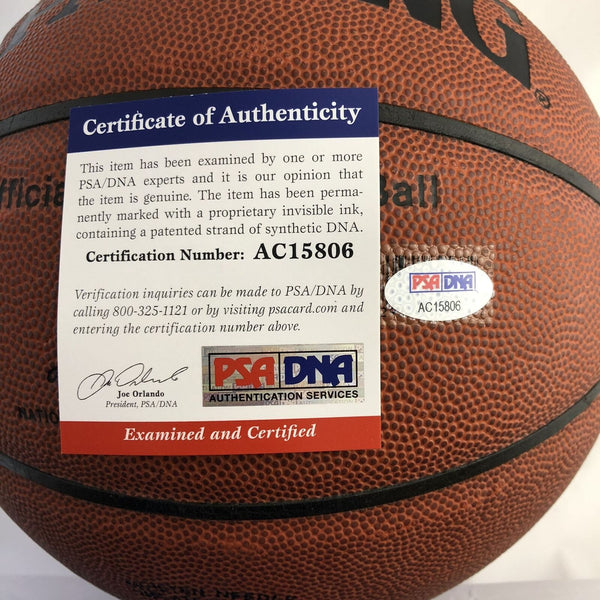 NG®
Certificate of Authenticity
This item has been examined by one or more
PSA/DNA experts and it is our opinion that
the item is genuine. The item has been perma-
nently marked with a proprietary invisible ink,
containing a patented strand of synthetic DNA.
Certification Number: AC15806
Verification inquiries can be made to PSA/DNA by
calling 800-325-1121 or by visiting psacard.com and
entering the certification number above.
Joe Orlando
President, PSA/DNA
PSA DNA
AUTHENTICATION SERVICES
Examined and Certified
Ball
PSA DNA
AC15806
NEEDLE